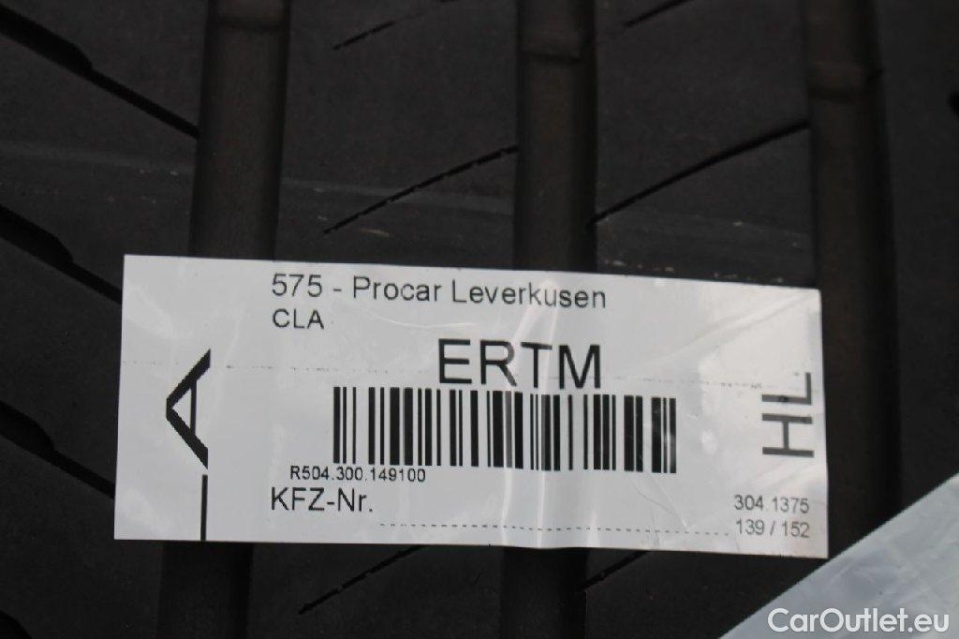 575 - Procar Leverkusen
CLA
ERTM
A
HL
R504.300.149100
KFZ-Nr.
304 1375
139 / 152
CarOutlet.eu